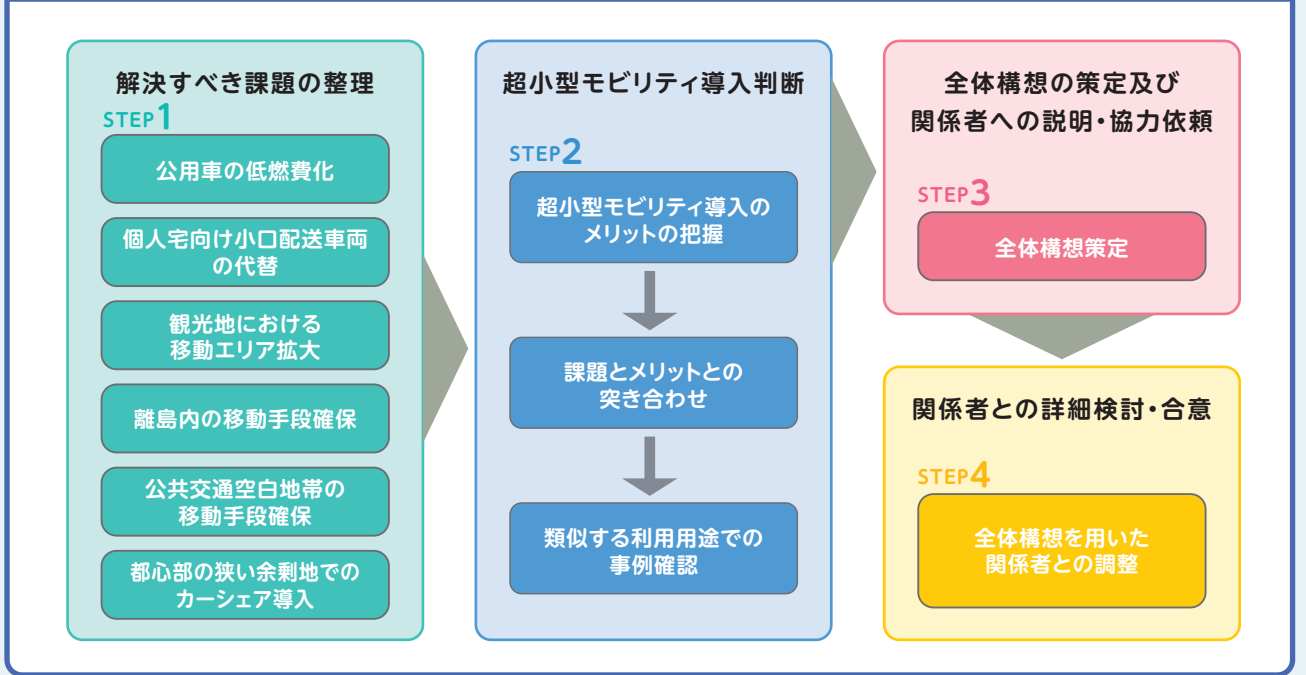 解決すべき課題の整理
STEP1
公用車の低燃費化
個人宅向け小口配送車両
の代替
観光地における
移動エリア拡大
離島内の移動手段確保
公共交通空白地帯の
移動手段確保
都心部の狭い余剰地での
カーシェア導入
超小型モビリティ導入判断
STEP2
超小型モビリティ導入の
メリットの把握
課題とメリットとの
突き合わせ
類似する利用用途での
事例確認
全体構想の策定及び
関係者への説明・協力依頼
STEP3
全体構想策定
関係者との詳細検討・合意
STEP4
全体構想を用いた
関係者との調整